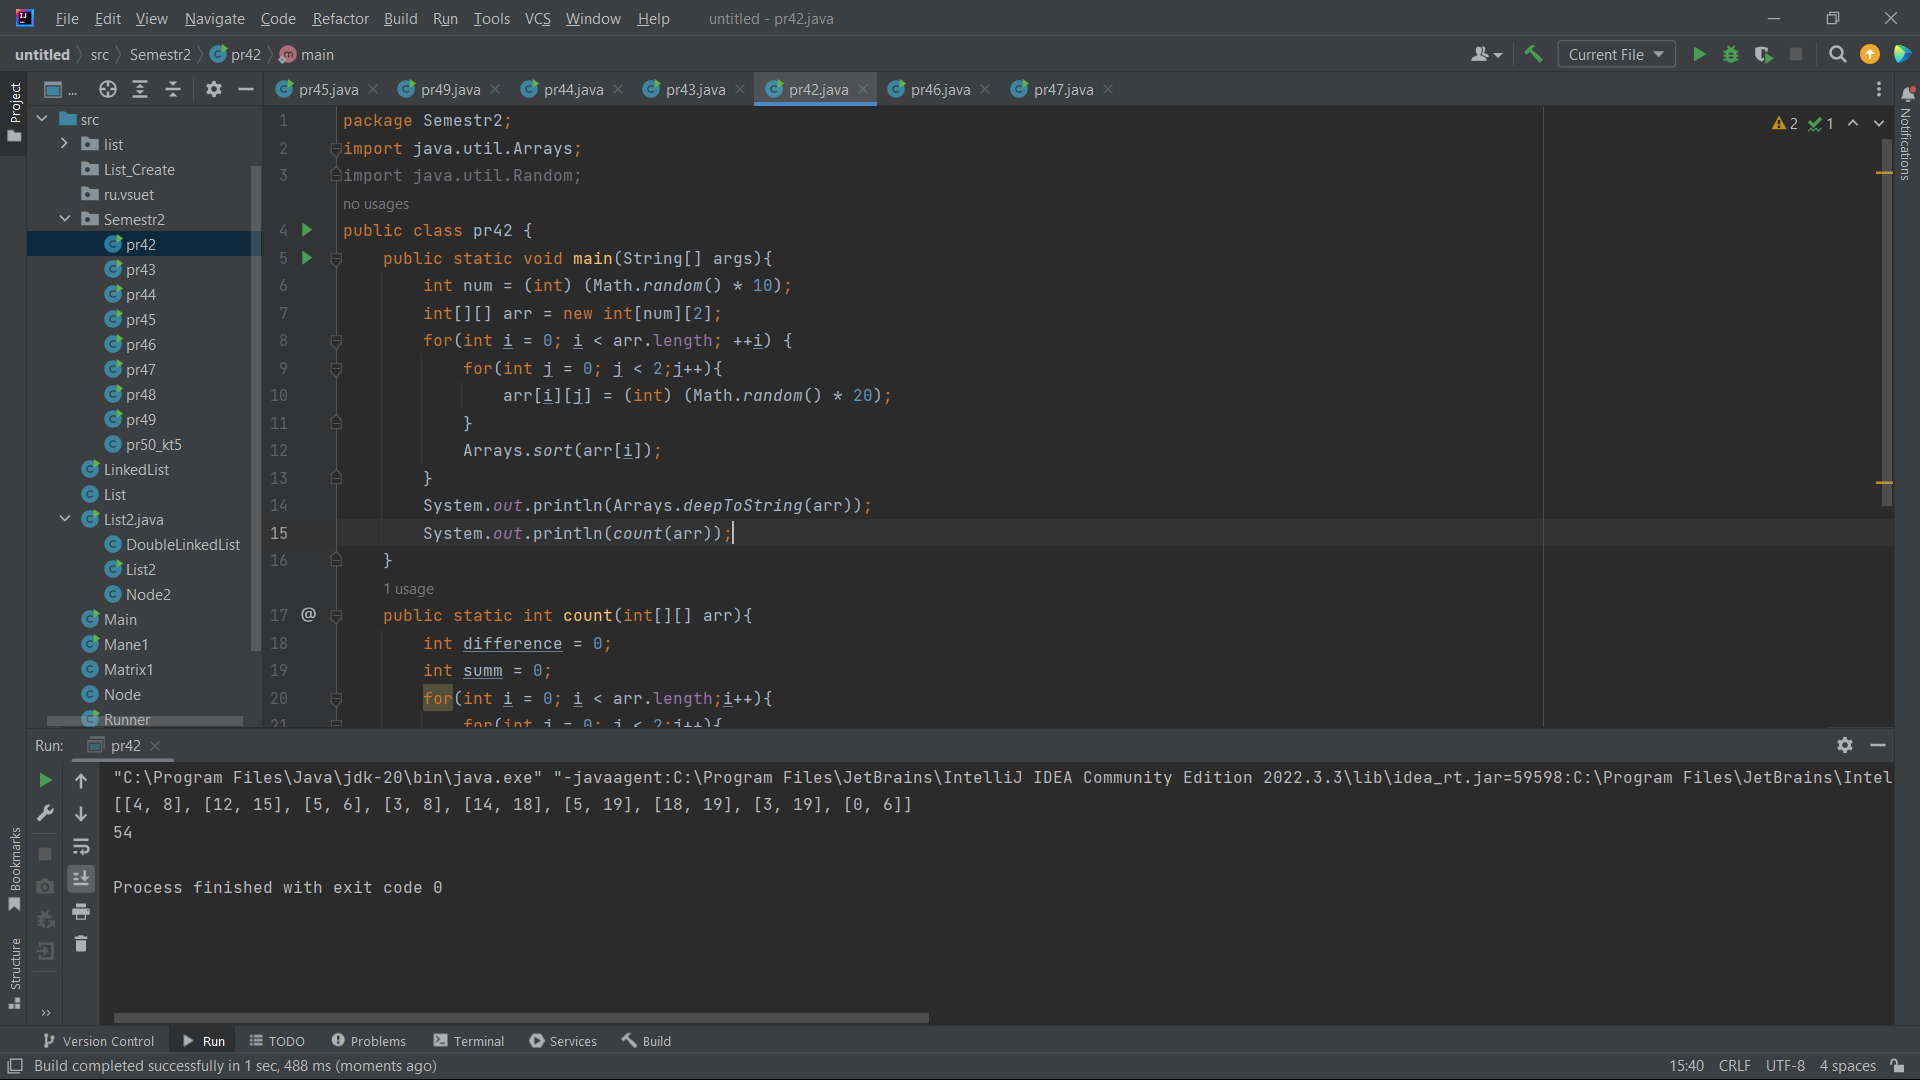 File Edit View Navigate Code Refactor Build Run Tools VCS Window Help untitled - pr42.java
untitled src Semestr2 pr42 main Current File
Project
...
pr45.java pr49.java pr44.java pr43.java pr42.java pr46.java pr47.java
src
list
List_Create
ru.vsuet
Semestr2
pr42
pr43
pr44
pr45
pr46
pr47
pr48
pr49
pr50_kt5
LinkedList
List
List2.java
DoubleLinkedList
List2
Node2
Main
Mane1
Matrix1
Node
Runner
1 package Semestr2;
2 import java.util.Arrays;
3 import java.util.Random;
no usages
4 public class pr42 {
5 public static void main(String[] args){
6 int num = (int) (Math.random() * 10);
7 int[][] arr = new int[num][2];
8 for(int i = 0; i < arr.length; ++i) {
9 for(int j = 0; j < 2;j++){
10 arr[i][j] = (int) (Math.random() * 20);
11 }
12 Arrays.sort(arr[i]);
13 }
14 System.out.println(Arrays.deepToString(arr));
15 System.out.println(count(arr));
16 }
1 usage
17 @ public static int count(int[][] arr){
18 int difference = 0;
19 int summ = 0;
20 for(int i = 0; i < arr.length;i++){
21 for(int j = 0; j < 2;j++){
2 1
Notifications
Run: pr42
"C:\Program Files\Java\jdk-20\bin\java.exe" "-javaagent:C:\Program Files\JetBrains\IntelliJ IDEA Community Edition 2022.3.3\lib\idea_rt.jar=59598:C:\Program Files\JetBrains\Intel
[[4, 8], [12, 15], [5, 6], [3, 8], [14, 18], [5, 19], [18, 19], [3, 19], [0, 6]]
54
Process finished with exit code 0
Bookmarks
Structure
Version Control Run TODO Problems Terminal Services Build
Build completed successfully in 1 sec, 488 ms (moments ago) 15:40 CRLF UTF-8 4 spaces